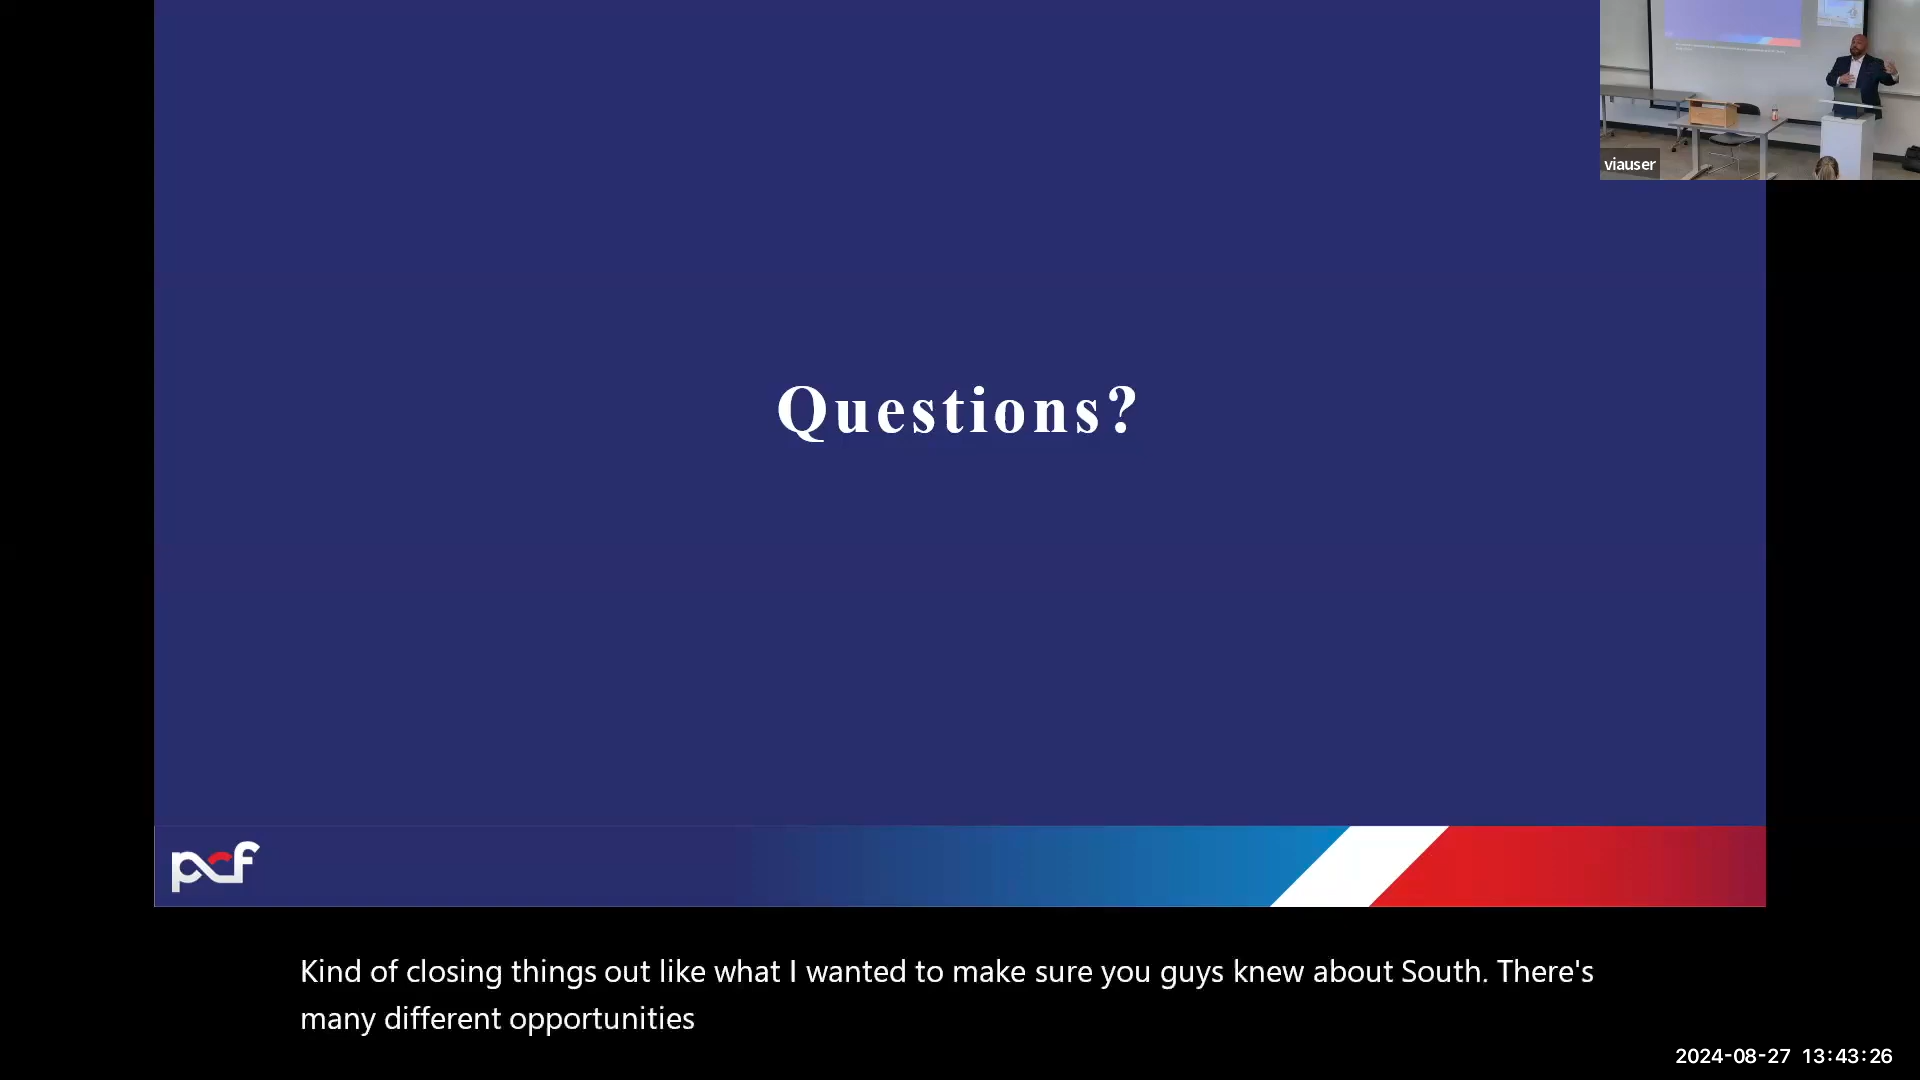 viauser
Questions?
pcf
Kind of closing things out like what I wanted to make sure you guys knew about South. There's
many different opportunities
2024-08-27 13:43:26